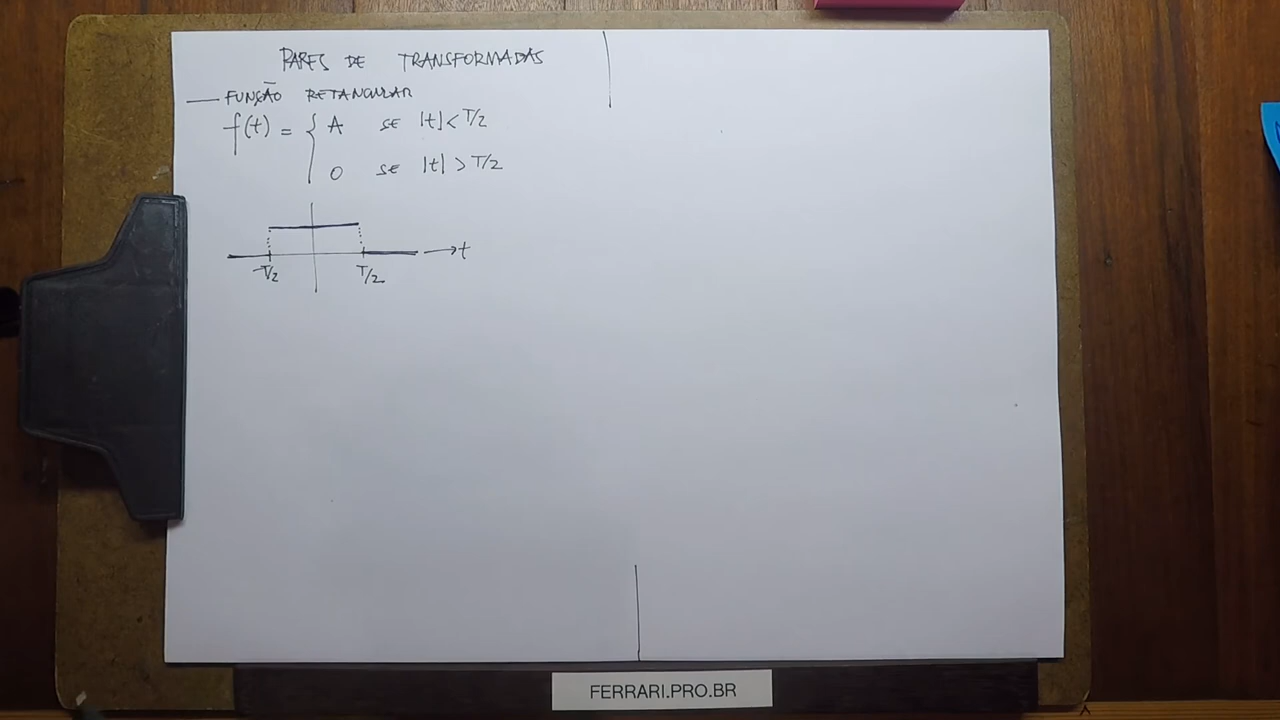 PARES DE TRANSFORMADAS
— FUNÇÃO RETANGULAR
f(t) = { A SE |t| < T/2
0 SE |t| > T/2
→ t
-T/2 T/2
FERRARI.PRO.BR